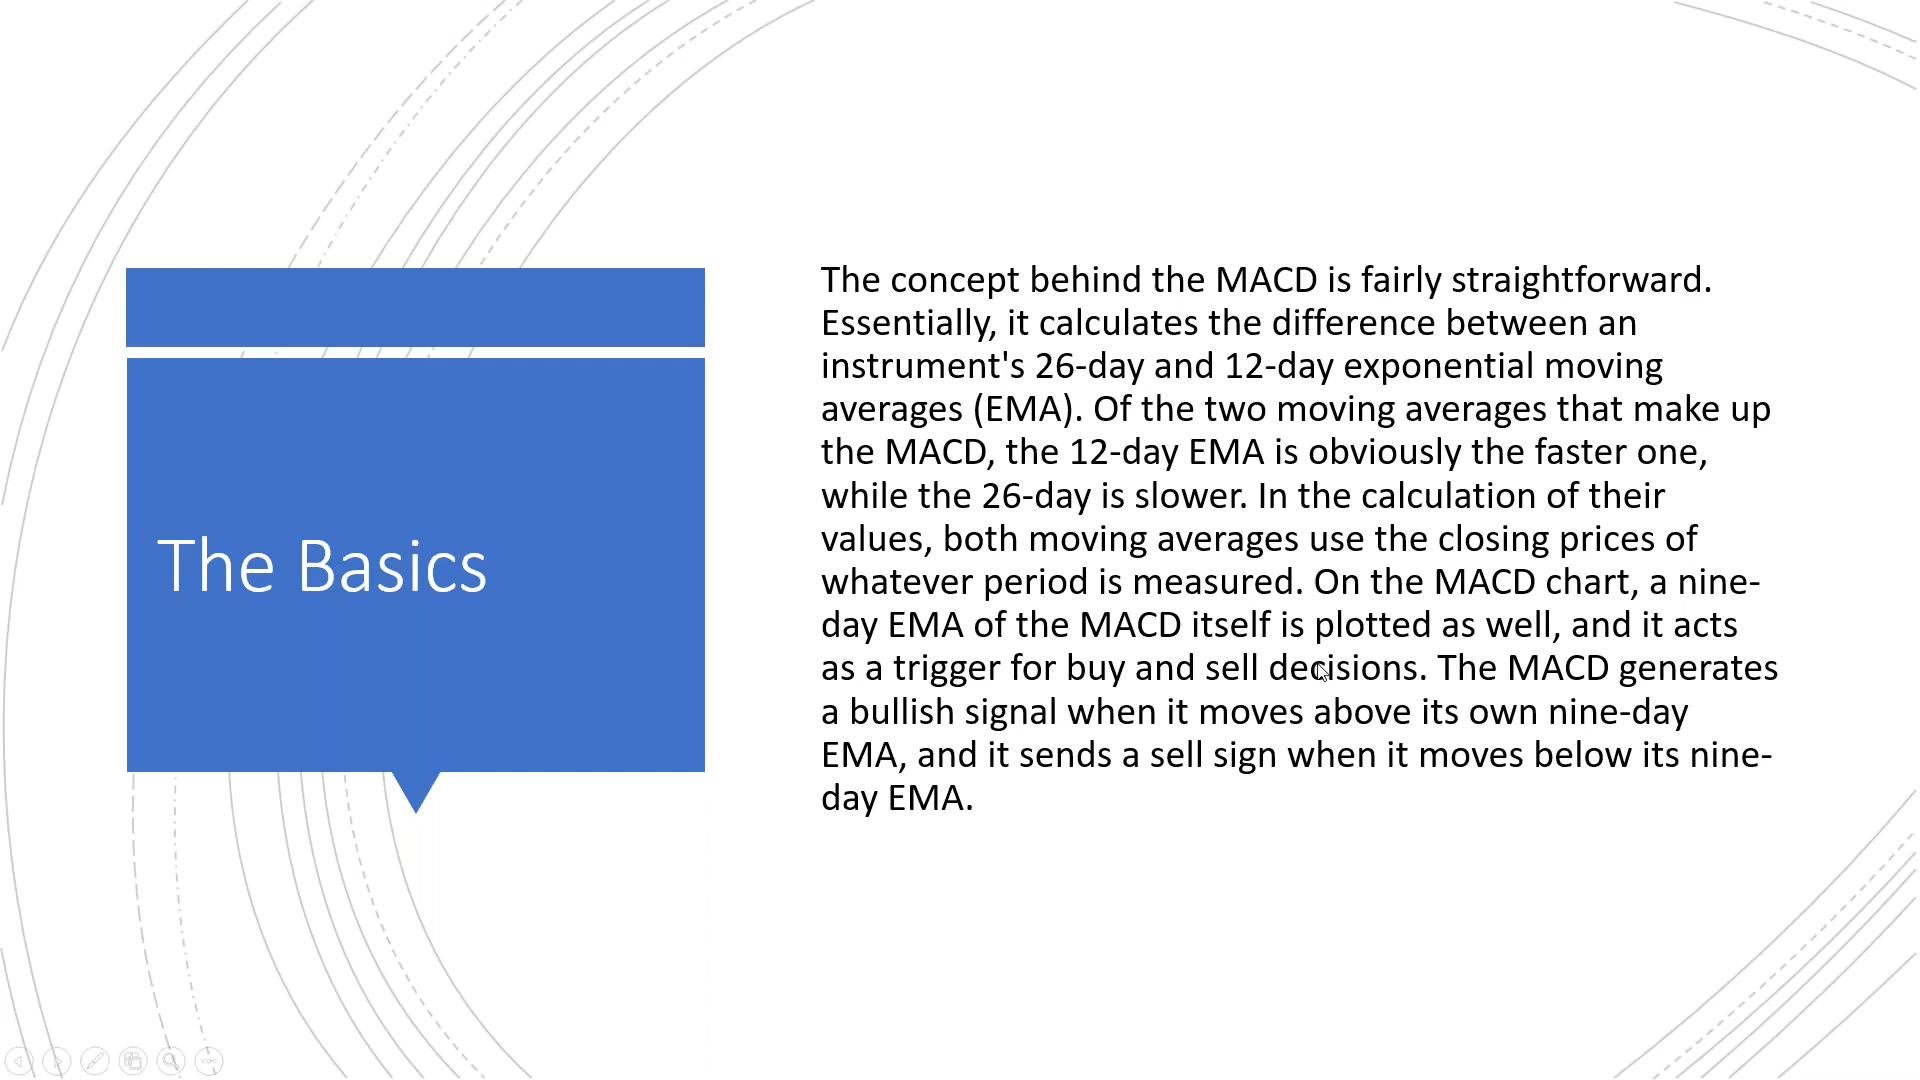 The Basics
The concept behind the MACD is fairly straightforward.
Essentially, it calculates the difference between an
instrument's 26-day and 12-day exponential moving
averages (EMA). Of the two moving averages that make up
the MACD, the 12-day EMA is obviously the faster one,
while the 26-day is slower. In the calculation of their
values, both moving averages use the closing prices of
whatever period is measured. On the MACD chart, a nine-
day EMA of the MACD itself is plotted as well, and it acts
as a trigger for buy and sell decisions. The MACD generates
a bullish signal when it moves above its own nine-day
EMA, and it sends a sell sign when it moves below its nine-
day EMA.